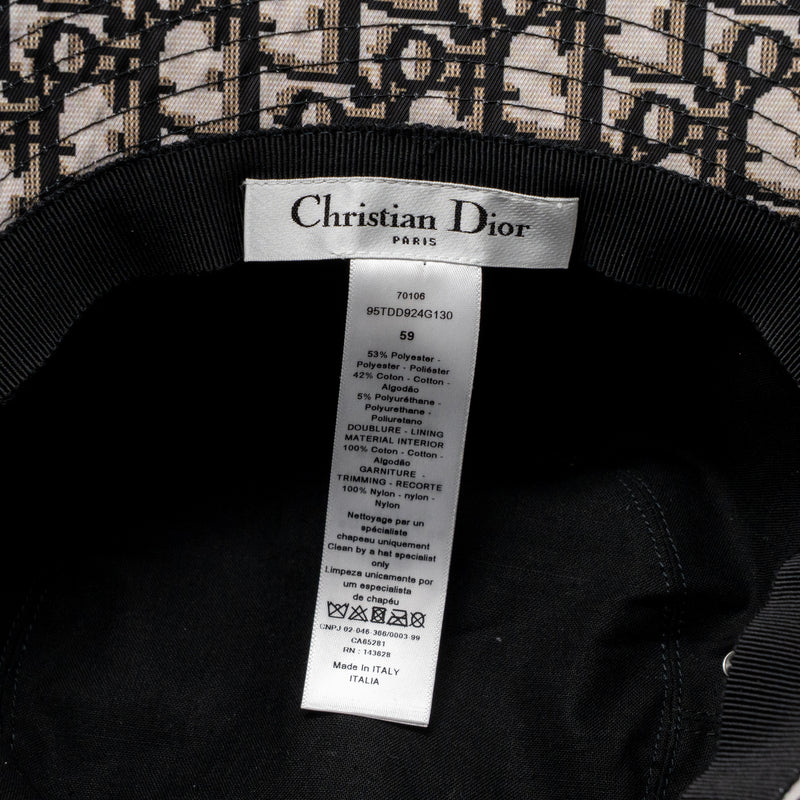 Christian Dior
PARIS
70106
95TDD924G130
59
53% Polyester -
Polyester - Poliéster
42% Coton - Cotton -
Algodão
5% Polyuréthane -
Polyurethane -
Poliuretano
DOUBLURE - LINING
MATERIAL INTERIOR
100% Coton - Cotton -
Algodão
GARNITURE -
TRIMMING - RECORTE
100% Nylon - nylon -
Nylon
Nettoyage par un
spécialiste
chapeau uniquement
Clean by a hat specialist
only
Limpeza unicamente por
um especialista
de chapéu
CNPJ 02-046-366/0003-99
CA65281
RN : 143628
Made in ITALY
ITALIA